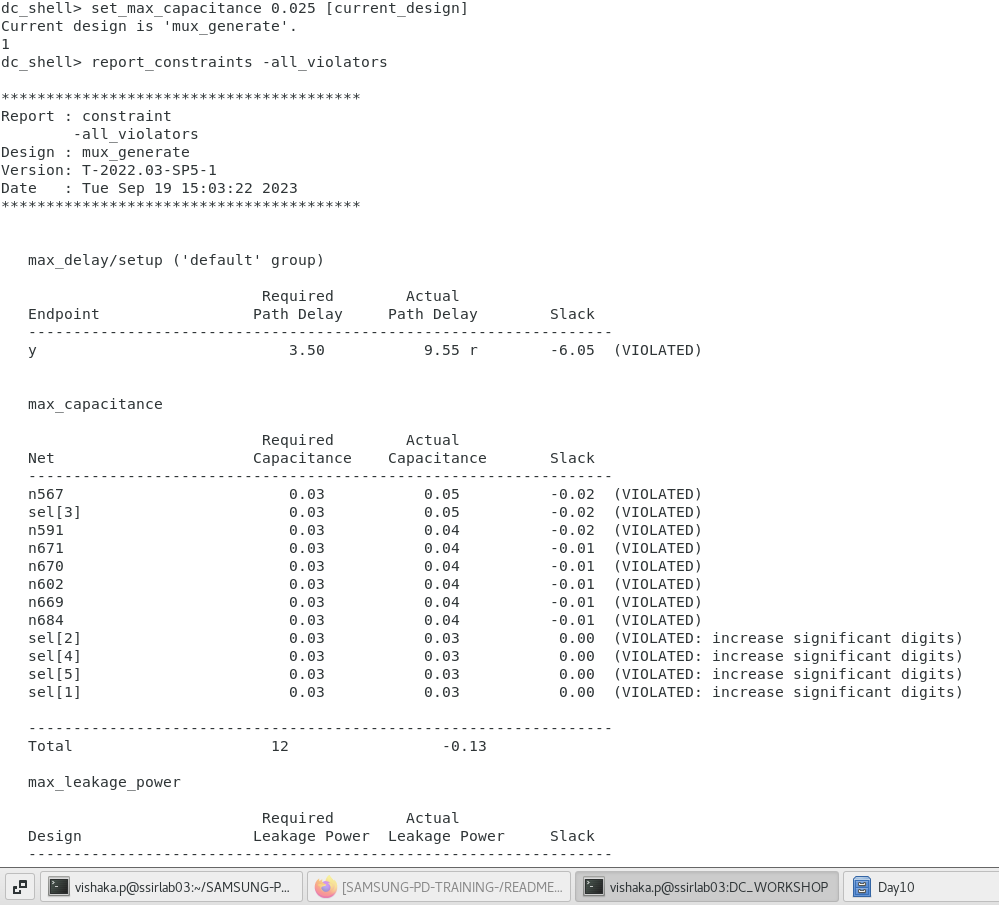 dc_shell> set_max_capacitance 0.025 [current_design]
Current design is 'mux_generate'.
1
dc_shell> report_constraints -all_violators
****************************************
Report : constraint
        -all_violators
Design : mux_generate
Version: T-2022.03-SP5-1
Date   : Tue Sep 19 15:03:22 2023
****************************************
   max_delay/setup ('default' group)
                             Required        Actual
   Endpoint                 Path Delay     Path Delay        Slack
   -----------------------------------------------------------------
   y                            3.50           9.55 r        -6.05  (VIOLATED)
   max_capacitance
                             Required        Actual
   Net                      Capacitance    Capacitance       Slack
   -----------------------------------------------------------------
   n567                         0.03           0.05          -0.02  (VIOLATED)
   sel[3]                       0.03           0.05          -0.02  (VIOLATED)
   n591                         0.03           0.04          -0.02  (VIOLATED)
   n671                         0.03           0.04          -0.01  (VIOLATED)
   n670                         0.03           0.04          -0.01  (VIOLATED)
   n602                         0.03           0.04          -0.01  (VIOLATED)
   n669                         0.03           0.04          -0.01  (VIOLATED)
   n684                         0.03           0.04          -0.01  (VIOLATED)
   sel[2]                       0.03           0.03           0.00  (VIOLATED: increase significant digits)
   sel[4]                       0.03           0.03           0.00  (VIOLATED: increase significant digits)
   sel[5]                       0.03           0.03           0.00  (VIOLATED: increase significant digits)
   sel[1]                       0.03           0.03           0.00  (VIOLATED: increase significant digits)
   -----------------------------------------------------------------
   Total                      12                 -0.13
   max_leakage_power
                             Required        Actual
   Design                   Leakage Power  Leakage Power     Slack
   -----------------------------------------------------------------
vishaka.p@ssirlab03:~/SAMSUNG-P... [SAMSUNG-PD-TRAINING-/README... vishaka.p@ssirlab03:DC_WORKSHOP Day10